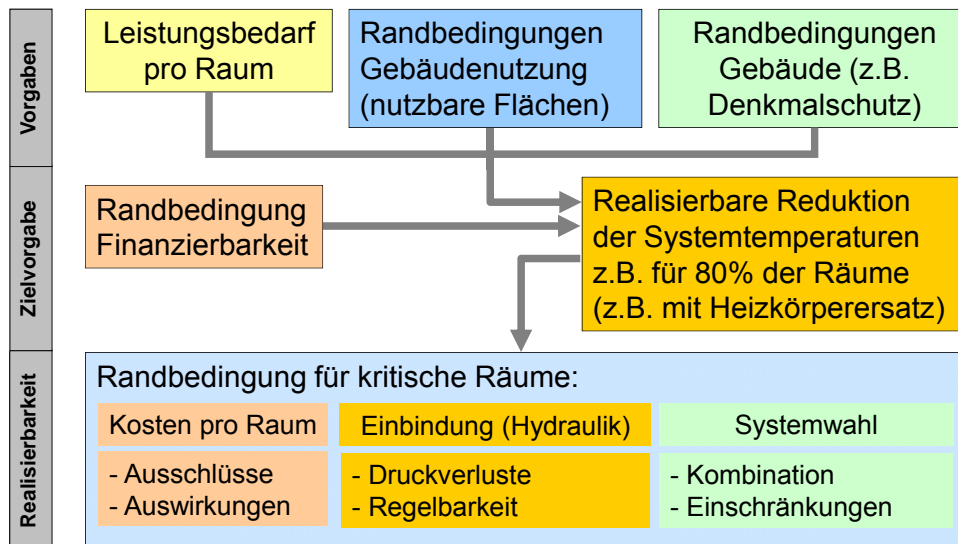 Vorgaben
Leistungsbedarf
pro Raum
Randbedingungen
Gebäudenutzung
(nutzbare Flächen)
Randbedingungen
Gebäude (z.B.
Denkmalschutz)
Zielvorgabe
Randbedingung
Finanzierbarkeit
Realisierbare Reduktion
der Systemtemperaturen
z.B. für 80% der Räume
(z.B. mit Heizkörperersatz)
Realisierbarkeit
Randbedingung für kritische Räume:
Kosten pro Raum
- Ausschlüsse
- Auswirkungen
Einbindung (Hydraulik)
- Druckverluste
- Regelbarkeit
Systemwahl
- Kombination
- Einschränkungen